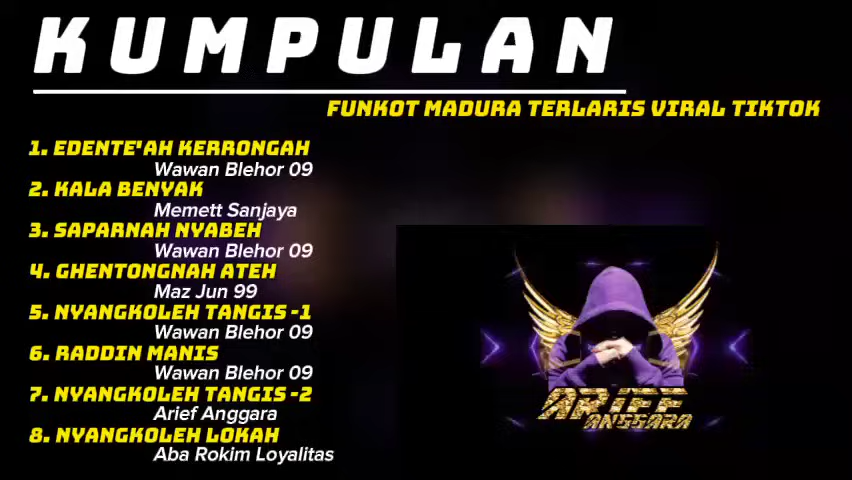 KUMPULAN
FUNKOT MADURA TERLARIS VIRAL TIKTOK
1. EDENTE'AH KERRONGAH
Wawan Blehor 09
2. KALA BENYAK
Memett Sanjaya
3. SAPARNAH NYABEH
Wawan Blehor 09
4. GHENTONGNAH ATEH
Maz Jun 99
5. NYANGKOLEH TANGIS -1
Wawan Blehor 09
6. RADDIN MANIS
Wawan Blehor 09
7. NYANGKOLEH TANGIS -2
Arief Anggara
8. NYANGKOLEH LOKAH
Aba Rokim Loyalitas
ARIEF
ANGGARA